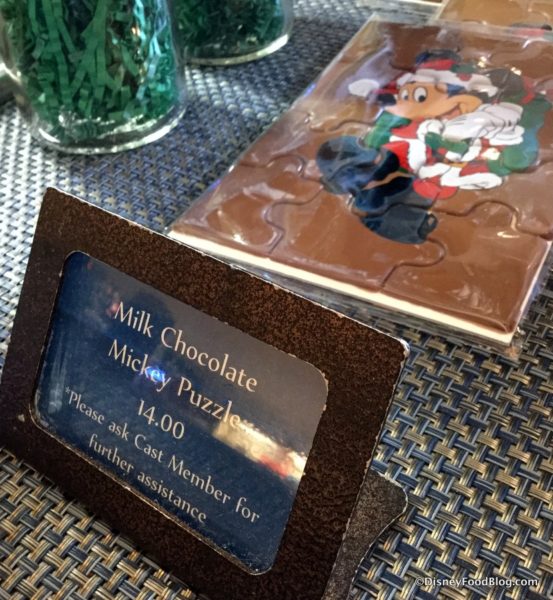 Milk Chocolate
Mickey Puzzle
14.00
*Please ask Cast Member for
further assistance
©DisneyFoodBlog.com